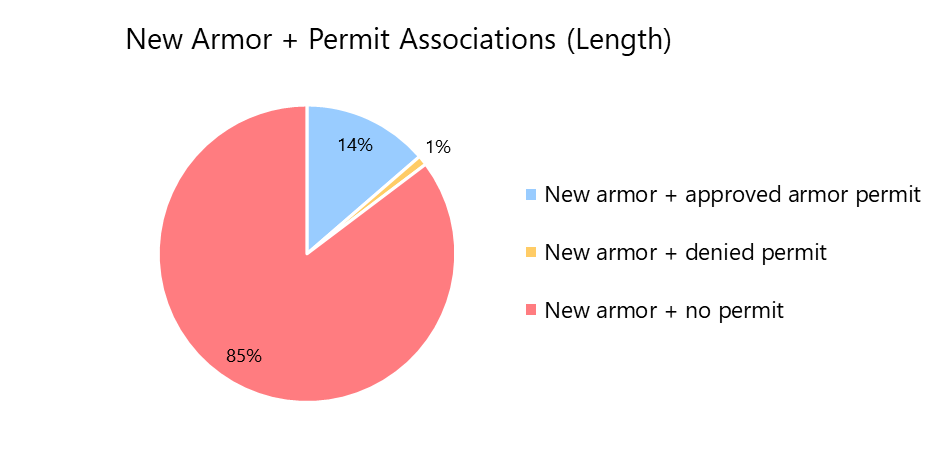 New Armor + Permit Associations (Length)
14%
1%
New armor + approved armor permit
New armor + denied permit
New armor + no permit
85%